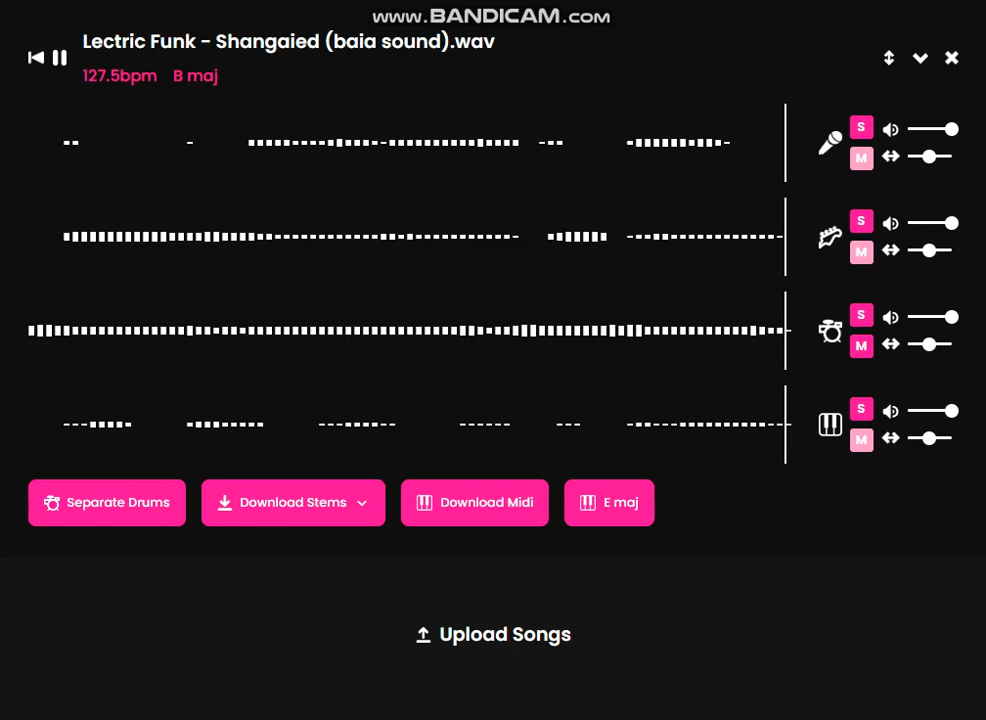 www.BANDICAM.com
Lectric Funk - Shangaied (baia sound).wav
127.5bpm B maj
S
M
S
M
S
M
S
M
Separate Drums Download Stems Download Midi E maj
Upload Songs